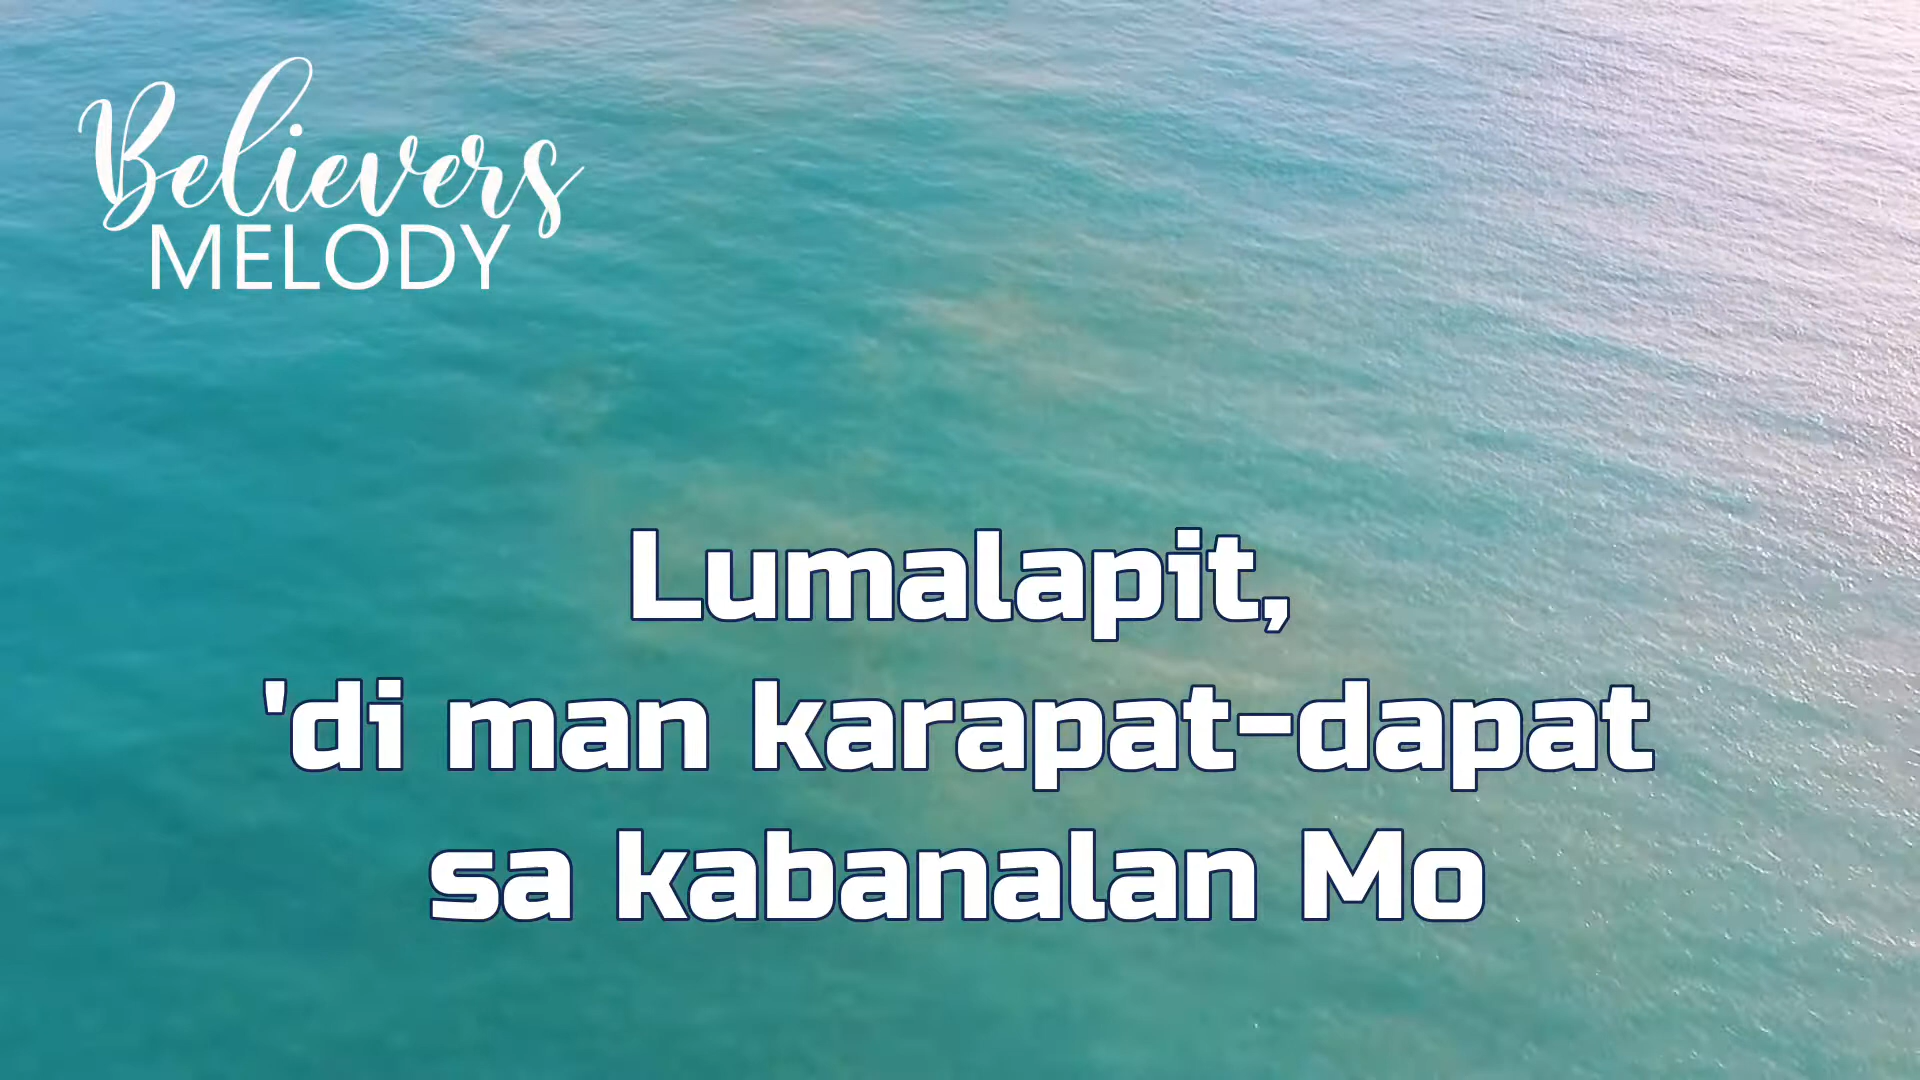 Believers
MELODY
Lumalapit,
'di man karapat-dapat
sa kabanalan Mo